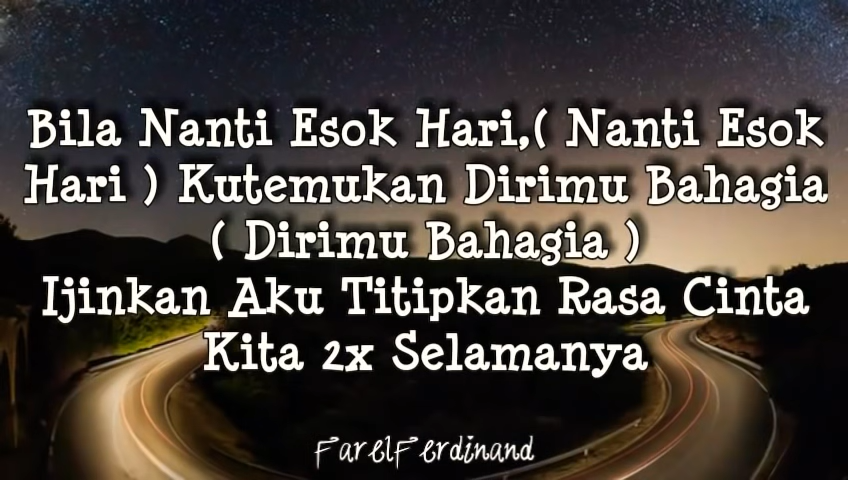 Bila Nanti Esok Hari,( Nanti Esok
Hari ) Kutemukan Dirimu Bahagia
( Dirimu Bahagia )
Ijinkan Aku Titipkan Rasa Cinta
Kita 2x Selamanya
FarelFerdinand